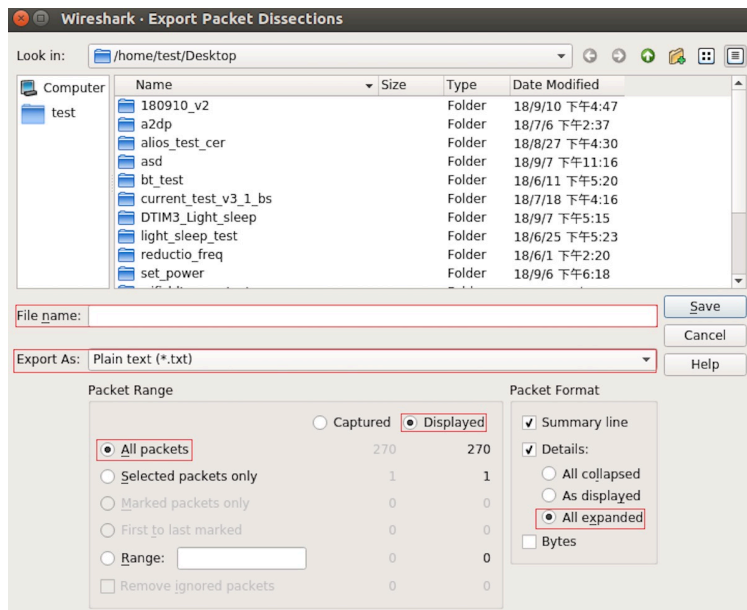 Wireshark · Export Packet Dissections
Look in: /home/test/Desktop
Computer
test
Name Size Type Date Modified
180910_v2 Folder 18/9/10 下午4:47
a2dp Folder 18/7/6 下午2:37
alios_test_cer Folder 18/8/27 下午4:30
asd Folder 18/9/7 下午11:16
bt_test Folder 18/6/11 下午5:20
current_test_v3_1_bs Folder 18/7/18 下午4:16
DTIM3_Light_sleep Folder 18/9/7 下午5:15
light_sleep_test Folder 18/6/25 下午5:23
reductio_freq Folder 18/6/1 下午2:20
set_power Folder 18/9/6 下午6:18
File name: Save
Cancel
Export As: Plain text (*.txt) Help
Packet Range Packet Format
Captured Displayed Summary line
All packets 270 270 Details:
Selected packets only 1 1 All collapsed
Marked packets only 0 0 As displayed
First to last marked 0 0 All expanded
Range: 0 0 Bytes
Remove ignored packets 0 0